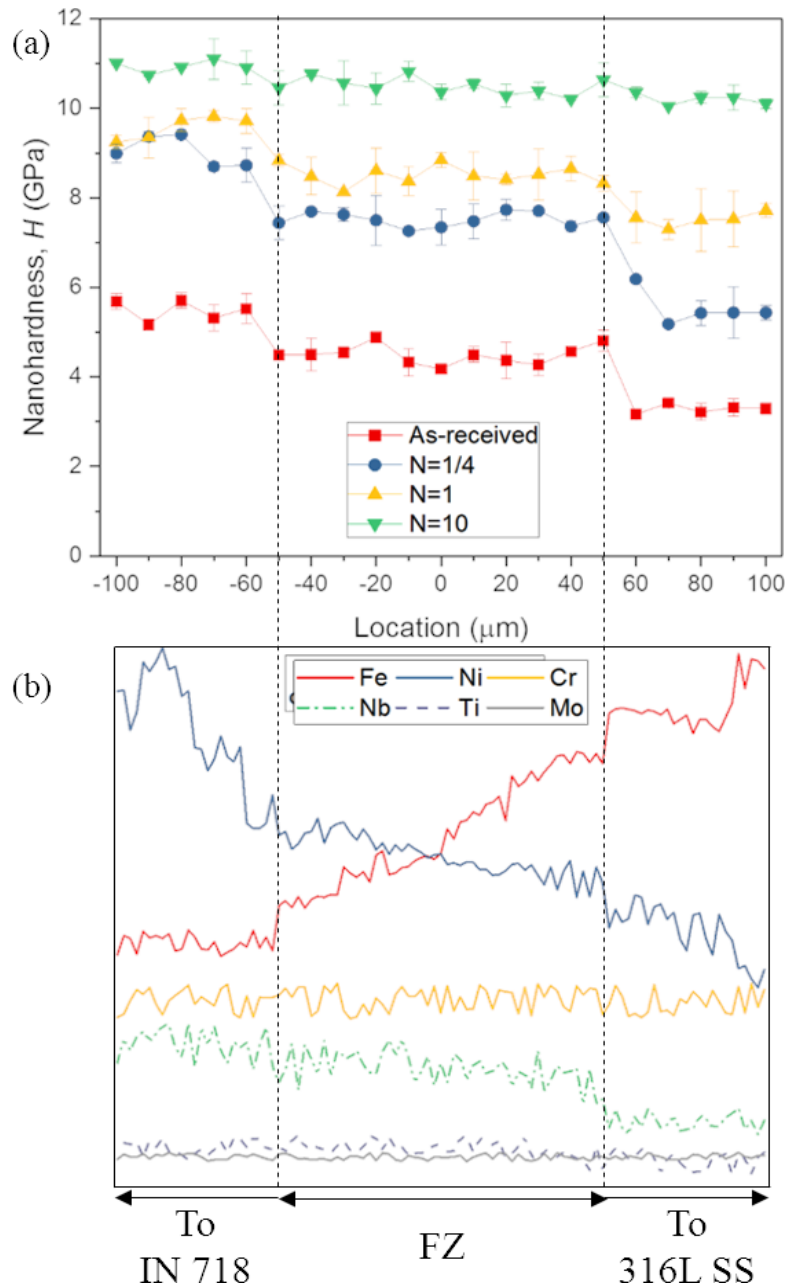 (a)
12
10
8
6
4
2
0
Nanohardness, H (GPa)
As-received
N=1/4
N=1
N=10
-100 -80 -60 -40 -20 0 20 40 60 80 100
Location (μm)
(b)
Fe Ni Cr
Nb Ti Mo
To FZ To
IN 718 316L SS